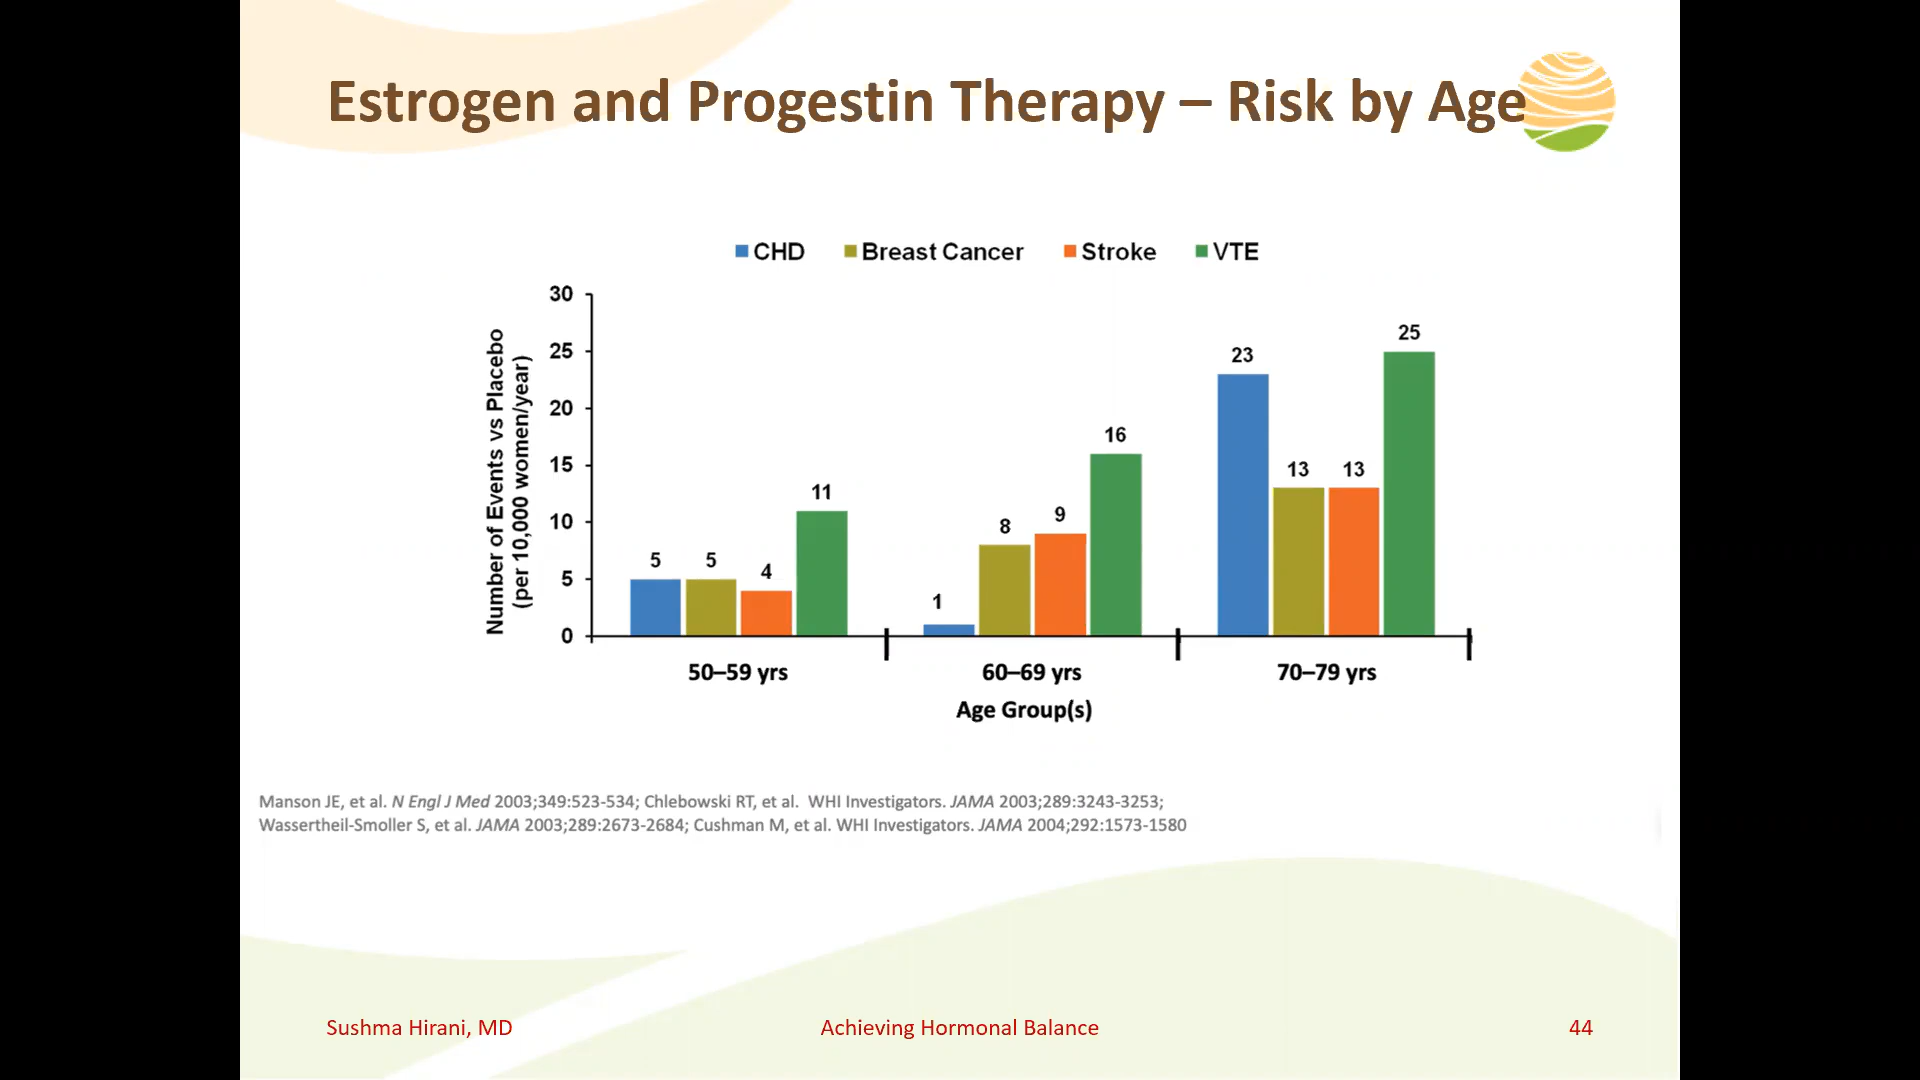 Estrogen and Progestin Therapy – Risk by Age
CHD Breast Cancer Stroke VTE
Number of Events vs Placebo
(per 10,000 women/year)
30
25
20
15
10
5
0
5 5 4 11
1 8 9 16
23 13 13 25
50–59 yrs 60–69 yrs 70–79 yrs
Age Group(s)
Manson JE, et al. N Engl J Med 2003;349:523-534; Chlebowski RT, et al. WHI Investigators. JAMA 2003;289:3243-3253;
Wassertheil-Smoller S, et al. JAMA 2003;289:2673-2684; Cushman M, et al. WHI Investigators. JAMA 2004;292:1573-1580
Sushma Hirani, MD Achieving Hormonal Balance 44